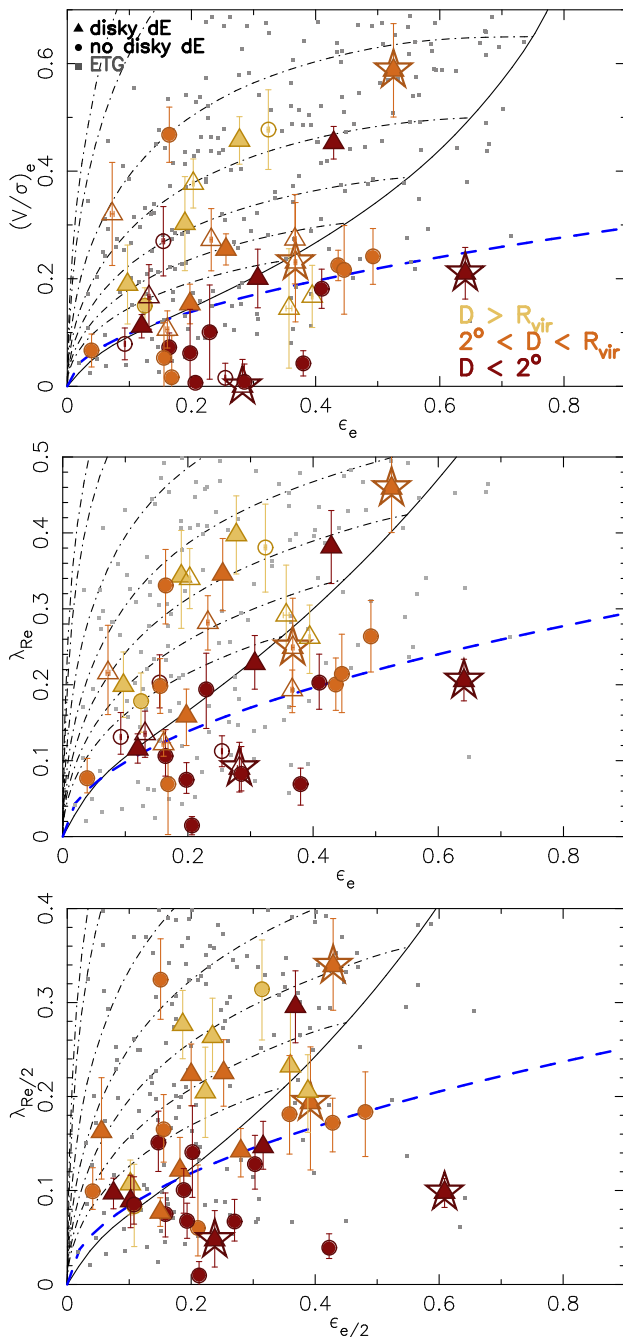 disky dE
no disky dE
ETG
0.6
0.4
0.2
0
(V/σ)e
D > Rvir
2° < D < Rvir
D < 2°
0 0.2 0.4 0.6 0.8
ϵe
0.5
0.4
0.3
0.2
0.1
0
λRe
0 0.2 0.4 0.6 0.8
ϵe
0.4
0.3
0.2
0.1
0
λRe/2
0 0.2 0.4 0.6 0.8
ϵe/2